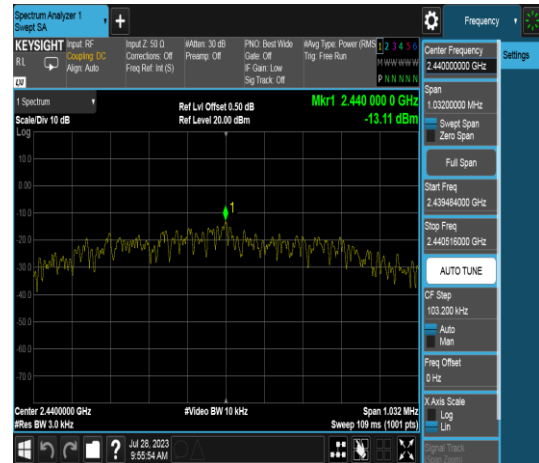 Spectrum Analyzer 1
Swept SA
+
Frequency
KEYSIGHT
RL
LXI
Input: RF
Coupling: DC
Align: Auto
Input Z: 50 Ω
Corrections: Off
Freq Ref: Int (S)
#Atten: 30 dB
Preamp: Off
PNO: Best Wide
Gate: Off
IF Gain: Low
Sig Track: Off
#Avg Type: Power (RMS
Trig: Free Run
1 2 3 4 5 6
M W W W W W
P N N N N N
1 Spectrum
Scale/Div 10 dB
Log
Ref Lvl Offset 0.50 dB
Ref Level 20.00 dBm
Mkr1 2.440 000 0 GHz
-13.11 dBm
10.0
0.00
-10.0
-20.0
-30.0
-40.0
-50.0
-60.0
-70.0
1
Center 2.4400000 GHz
#Res BW 3.0 kHz
#Video BW 10 kHz
Span 1.032 MHz
Sweep 109 ms (1001 pts)
Center Frequency
2.440000000 GHz
Settings
Span
1.03200000 MHz
Swept Span
Zero Span
Full Span
Start Freq
2.439484000 GHz
Stop Freq
2.440516000 GHz
AUTO TUNE
CF Step
103.200 kHz
Auto
Man
Freq Offset
0 Hz
X Axis Scale
Log
Lin
Signal Track
(Span Zoom)
?
Jul 28, 2023
9:55:54 AM